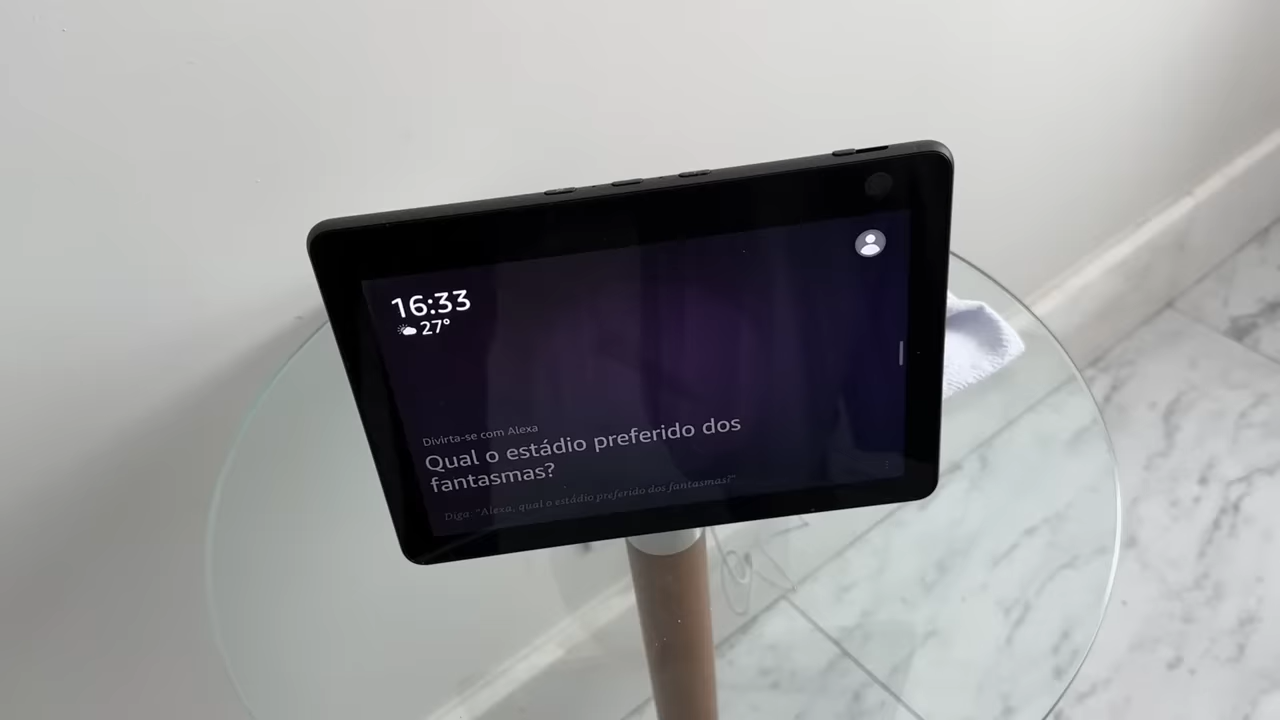 16:33
27°
Divirta-se com Alexa
Qual o estádio preferido dos
fantasmas?
Diga: "Alexa, qual o estádio preferido dos fantasmas?"